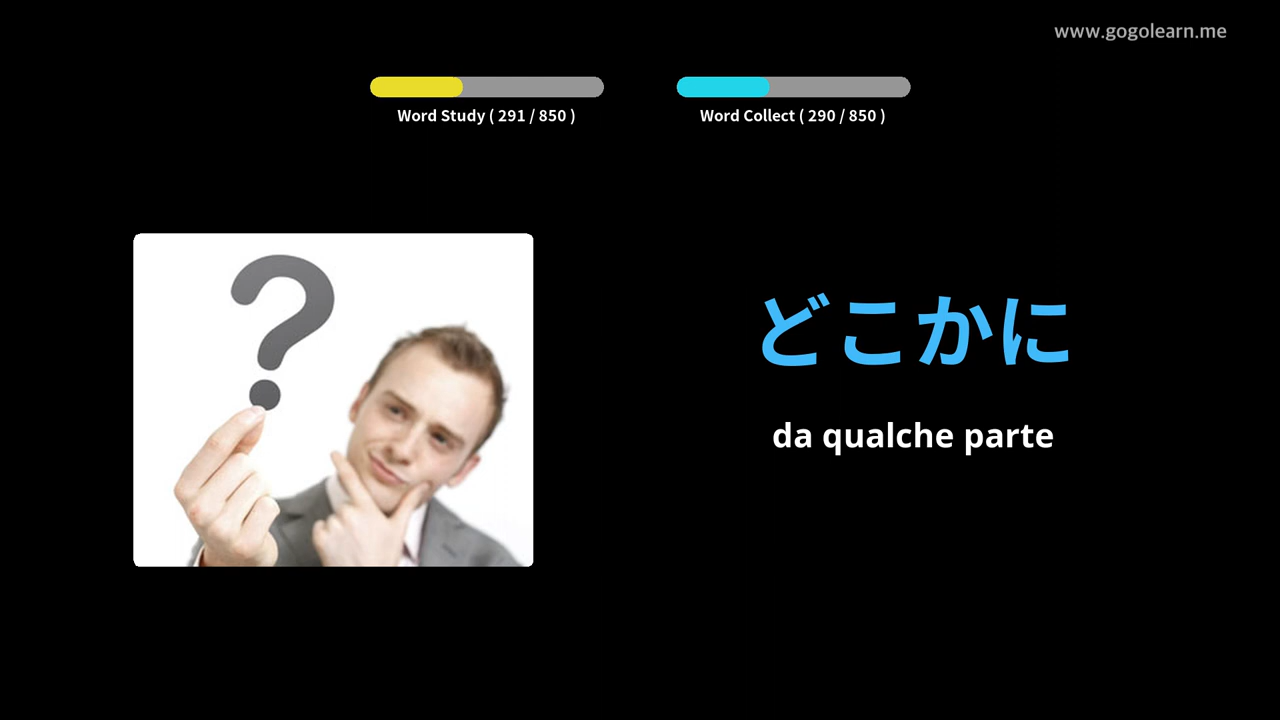 www.gogolearn.me
Word Study ( 291 / 850 )
Word Collect ( 290 / 850 )
?
どこかに
da qualche parte